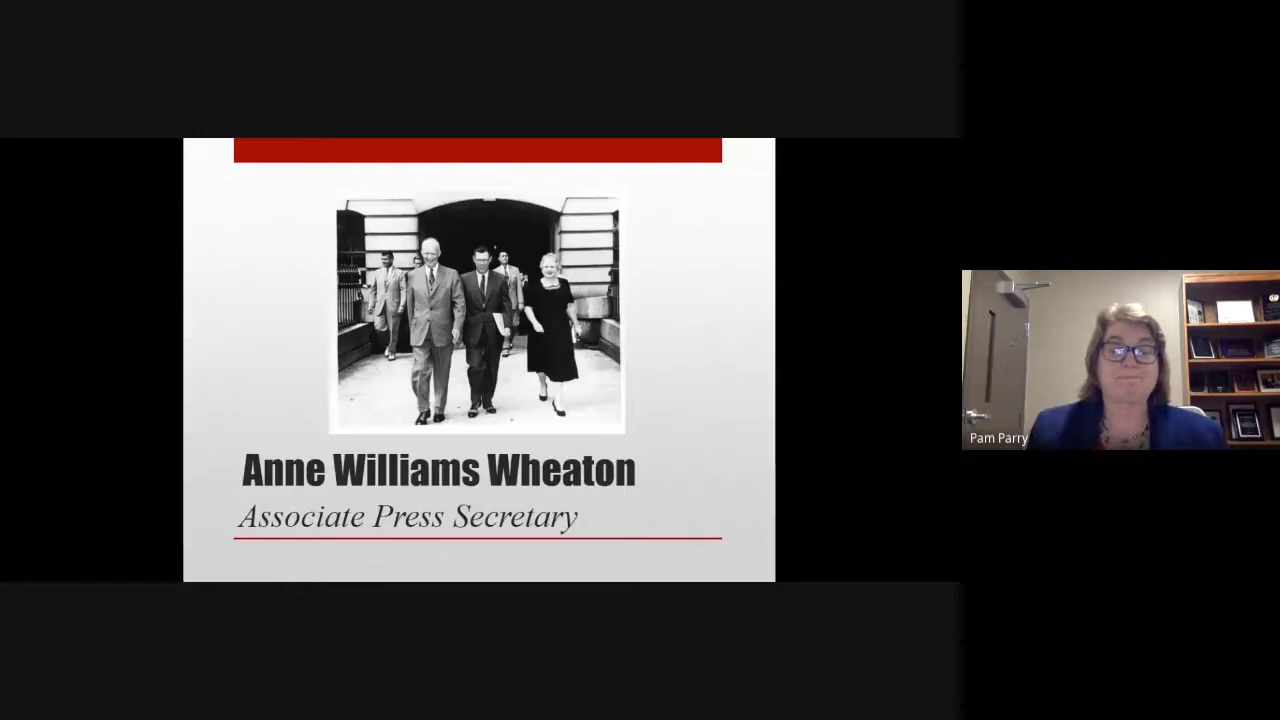 Anne Williams Wheaton
Associate Press Secretary
Pam Parry